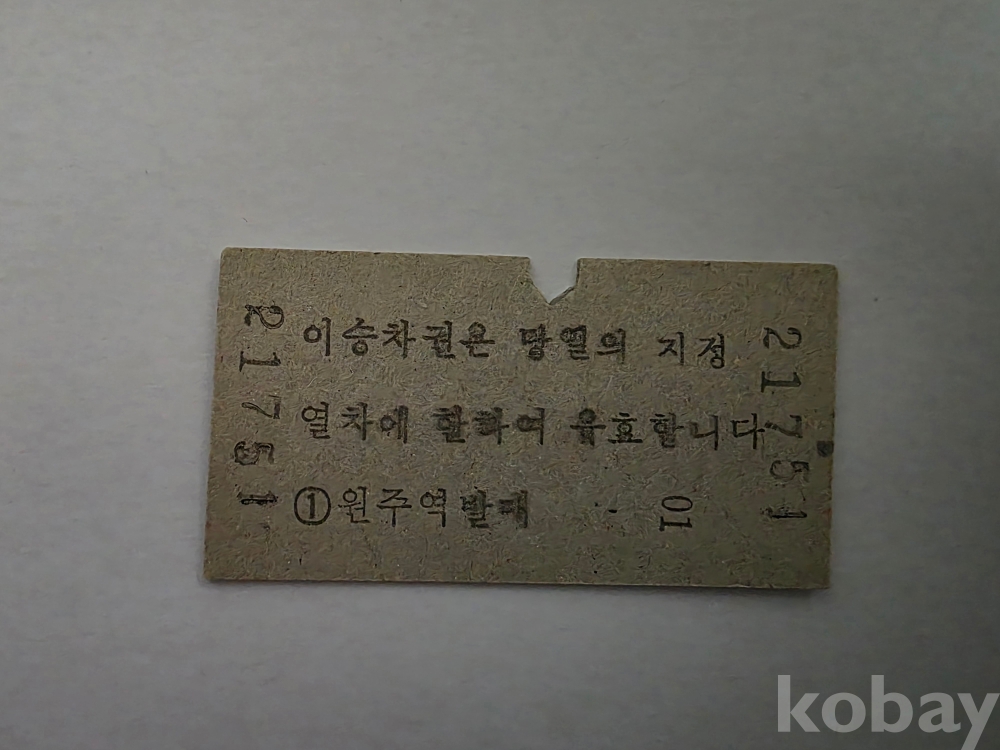 이승차권은 당열의 지정
열차에 한하여 유효합니다
①원주역발매 01
21751
21751
kobay